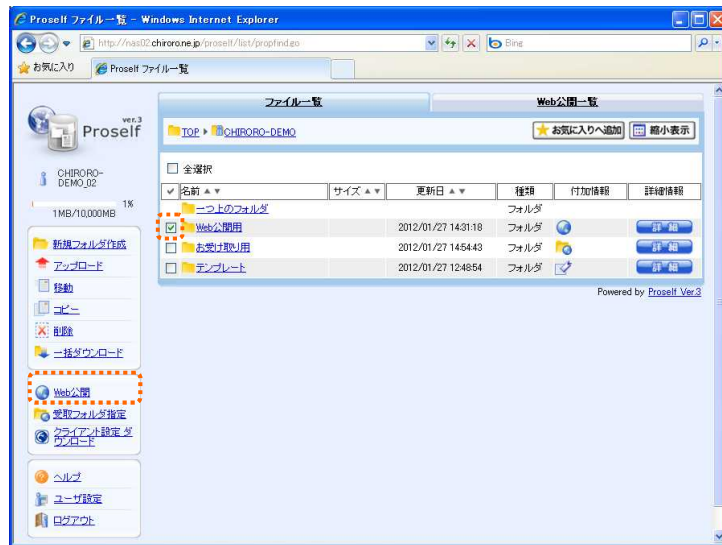 Proself ファイル一覧 - Windows Internet Explorer
http://nas02.chirorone.jp/proself/list/propfind.go
Bing
お気に入り
Proself ファイル一覧
ver.3
Proself
CHIRORO-
DEMO_02
1%
1MB/10,000MB
新規フォルダ作成
アップロード
移動
コピー
削除
一括ダウンロード
Web公開
受取フォルダ指定
クライアント設定 ダ
ウンロード
ヘルプ
ユーザ設定
ログアウト
ファイル一覧 Web公開一覧
TOP CHIRORO-DEMO お気に入りへ追加 縮小表示
全選択
名前 ▲▼ サイズ ▲▼ 更新日 ▲▼ 種類 付加情報 詳細情報
一つ上のフォルダ フォルダ
Web公開用 2012/01/27 14:31:18 フォルダ 詳 細
お受け取り用 2012/01/27 14:54:43 フォルダ 詳 細
テンプレート 2012/01/27 12:48:54 フォルダ 詳 細
Powered by Proself Ver.3